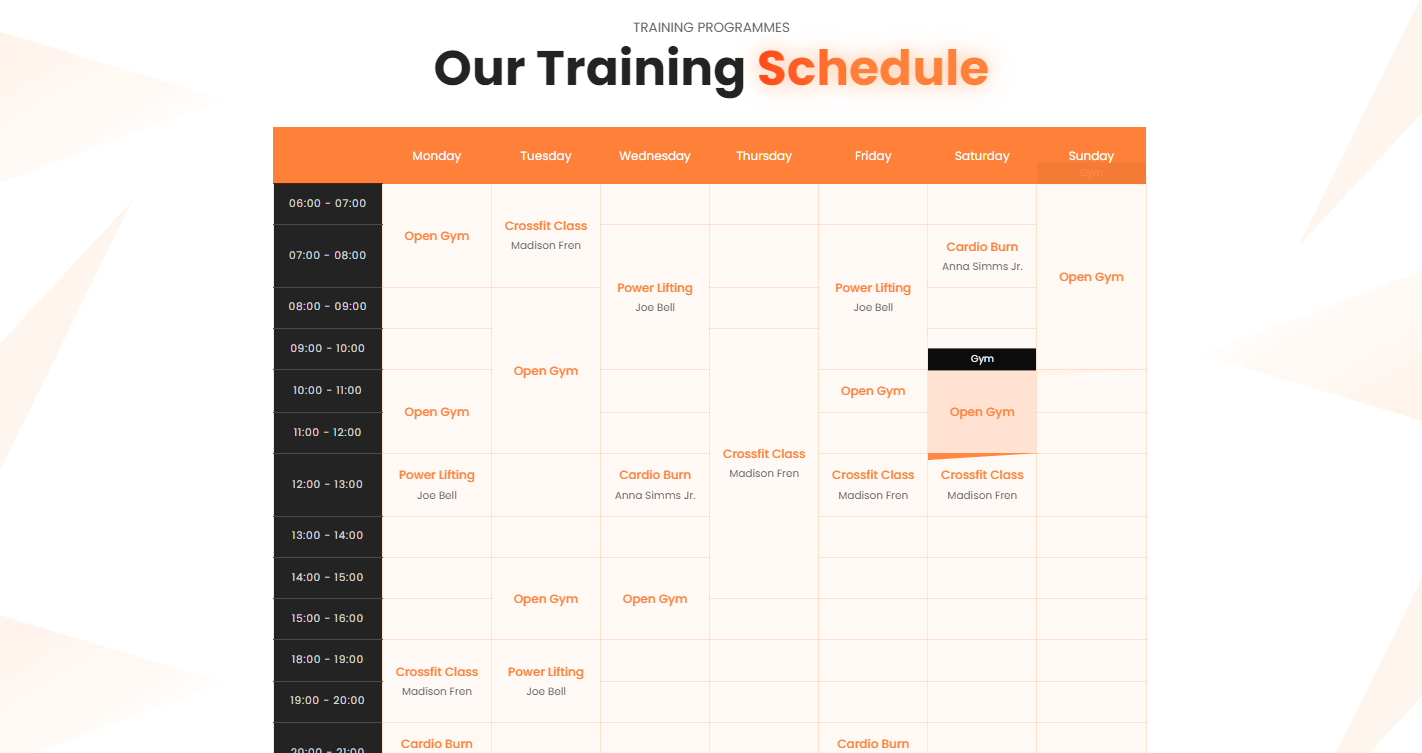 TRAINING PROGRAMMES
Our Training Schedule
Monday Tuesday Wednesday Thursday Friday Saturday Sunday
Gym
06:00 - 07:00
Open Gym
Crossfit Class
Madison Fren
07:00 - 08:00
Cardio Burn
Anna Simms Jr.
Open Gym
Power Lifting
Joe Bell
Power Lifting
Joe Bell
08:00 - 09:00
09:00 - 10:00
Gym
Open Gym
10:00 - 11:00
Open Gym
Open Gym
Open Gym
11:00 - 12:00
Crossfit Class
Madison Fren
12:00 - 13:00
Power Lifting
Joe Bell
Cardio Burn
Anna Simms Jr.
Crossfit Class
Madison Fren
Crossfit Class
Madison Fren
13:00 - 14:00
14:00 - 15:00
Open Gym
Open Gym
15:00 - 16:00
18:00 - 19:00
Crossfit Class
Madison Fren
Power Lifting
Joe Bell
19:00 - 20:00
20:00 - 21:00
Cardio Burn
Cardio Burn